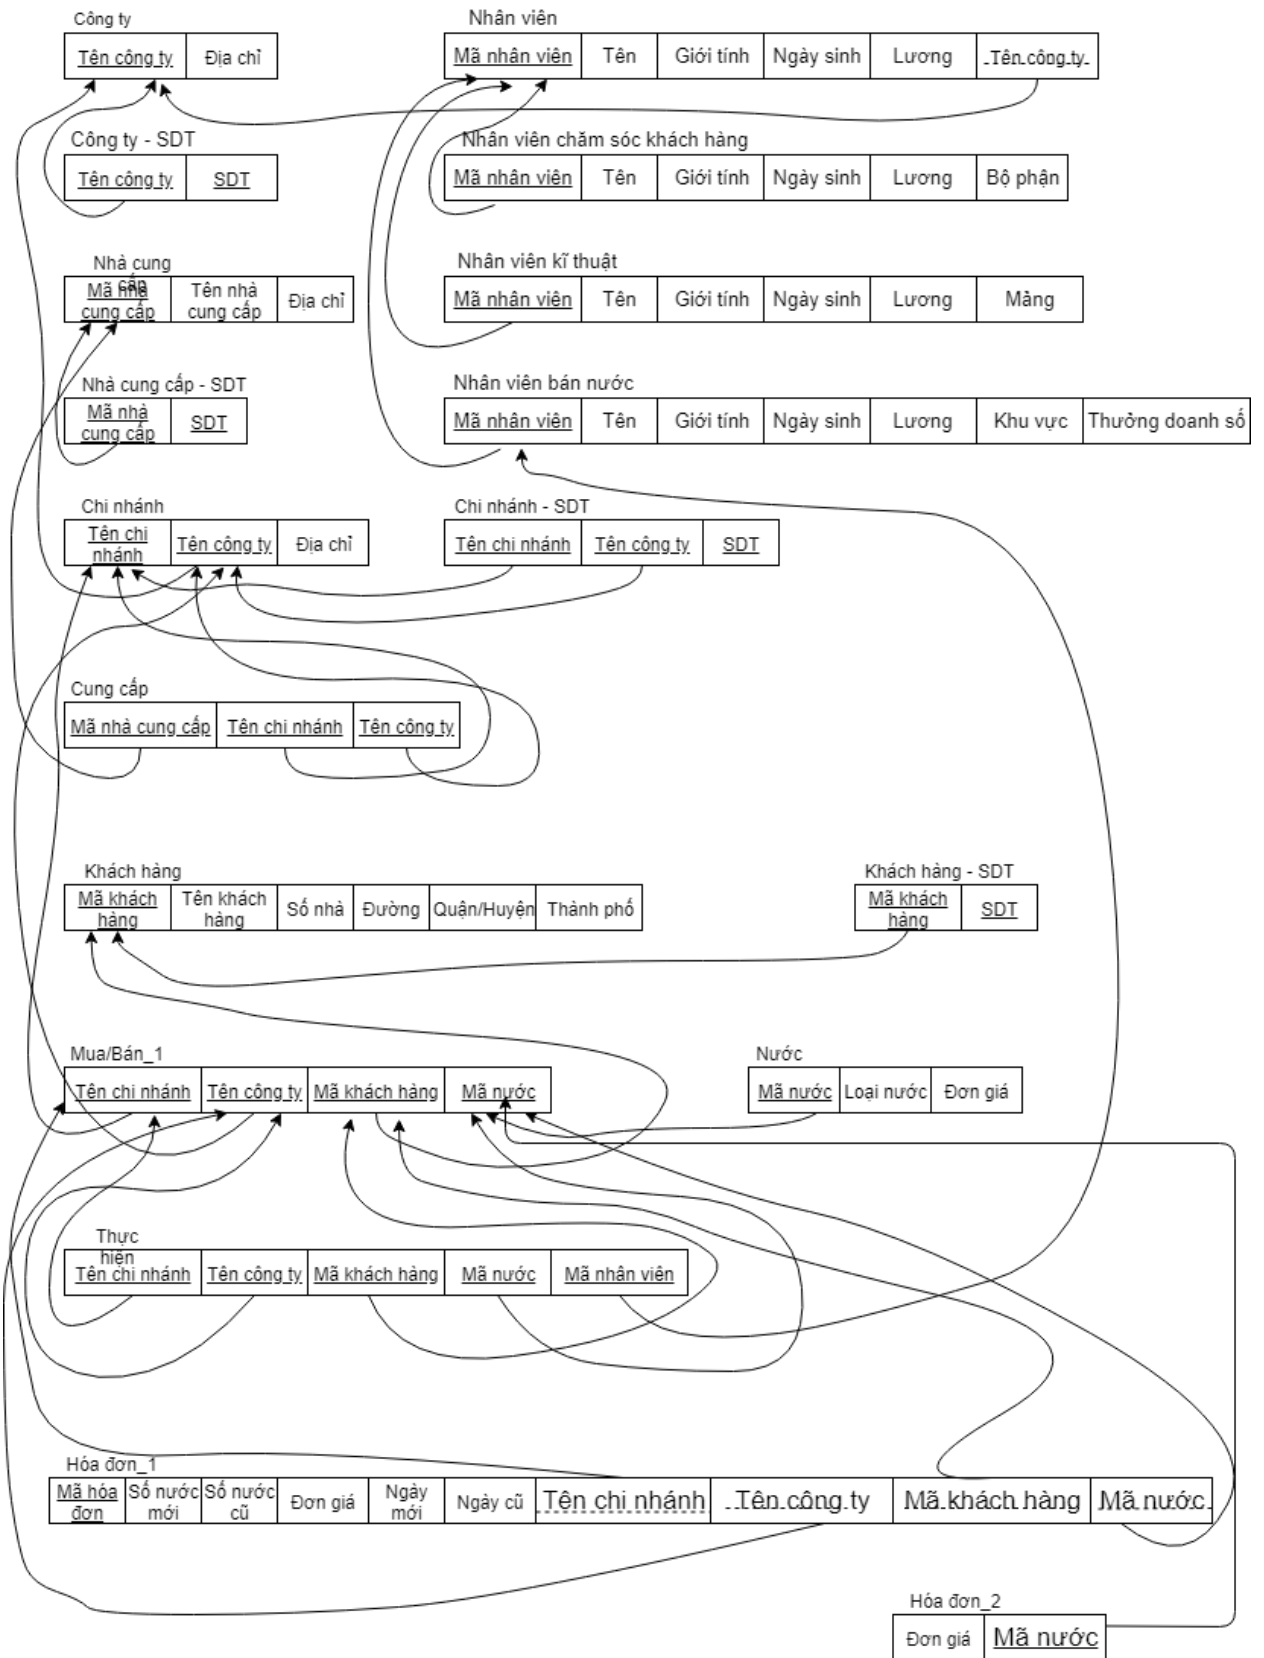 Công ty
Tên công ty Địa chỉ
Nhân viên
Mã nhân viên Tên Giới tính Ngày sinh Lương Tên công ty
Công ty - SDT
Tên công ty SDT
Nhân viên chăm sóc khách hàng
Mã nhân viên Tên Giới tính Ngày sinh Lương Bộ phận
Nhà cung
cấp
Mã nhà
cung cấp
Tên nhà
cung cấp
Địa chỉ
Nhân viên kĩ thuật
Mã nhân viên Tên Giới tính Ngày sinh Lương Mảng
Nhà cung cấp - SDT
Mã nhà
cung cấp
SDT
Nhân viên bán nước
Mã nhân viên Tên Giới tính Ngày sinh Lương Khu vực Thưởng doanh số
Chi nhánh
Tên chi
nhánh
Tên công ty Địa chỉ
Chi nhánh - SDT
Tên chi nhánh Tên công ty SDT
Cung cấp
Mã nhà cung cấp Tên chi nhánh Tên công ty
Khách hàng
Mã khách
hàng
Tên khách
hàng
Số nhà Đường Quận/Huyện Thành phố
Khách hàng - SDT
Mã khách
hàng
SDT
Mua/Bán_1
Tên chi nhánh Tên công ty Mã khách hàng Mã nước
Nước
Mã nước Loại nước Đơn giá
Thực
hiện
Tên chi nhánh Tên công ty Mã khách hàng Mã nước Mã nhân viên
Hóa đơn_1
Mã hóa
đơn
Số nước
mới
Số nước
cũ
Đơn giá
Ngày
mới
Ngày cũ Tên chi nhánh Tên công ty Mã khách hàng Mã nước
Hóa đơn_2
Đơn giá Mã nước